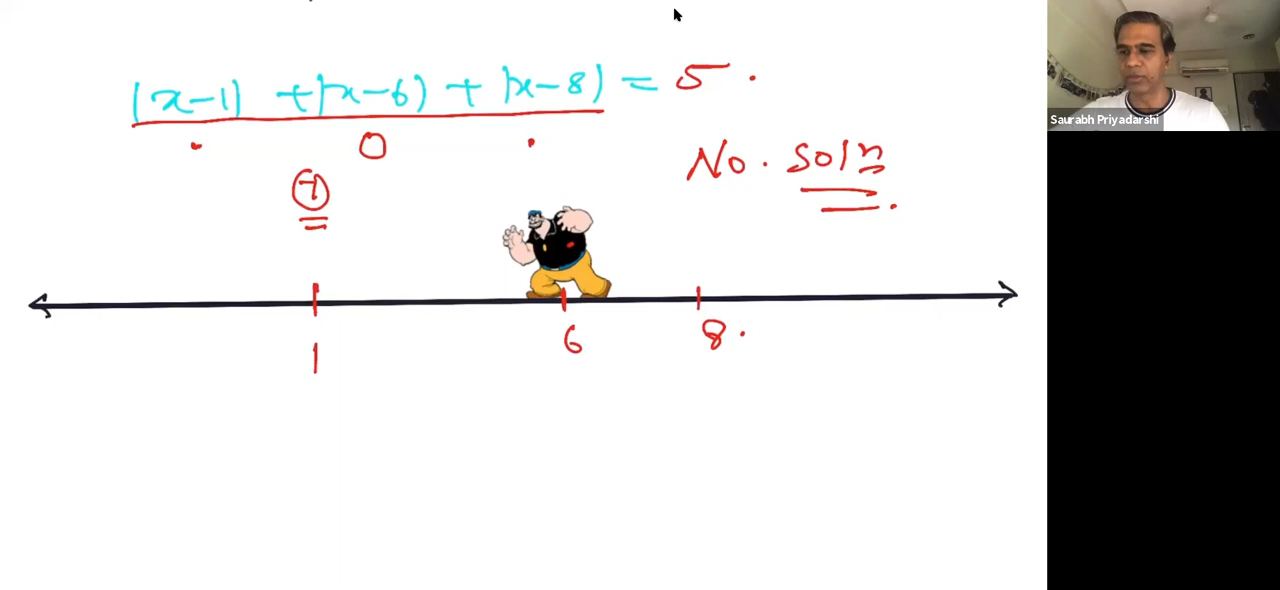 |x-1| + |x-6| + |x-8| = 5.
0
No. soln
7
6
8.
1
Saurabh Priyadarshi